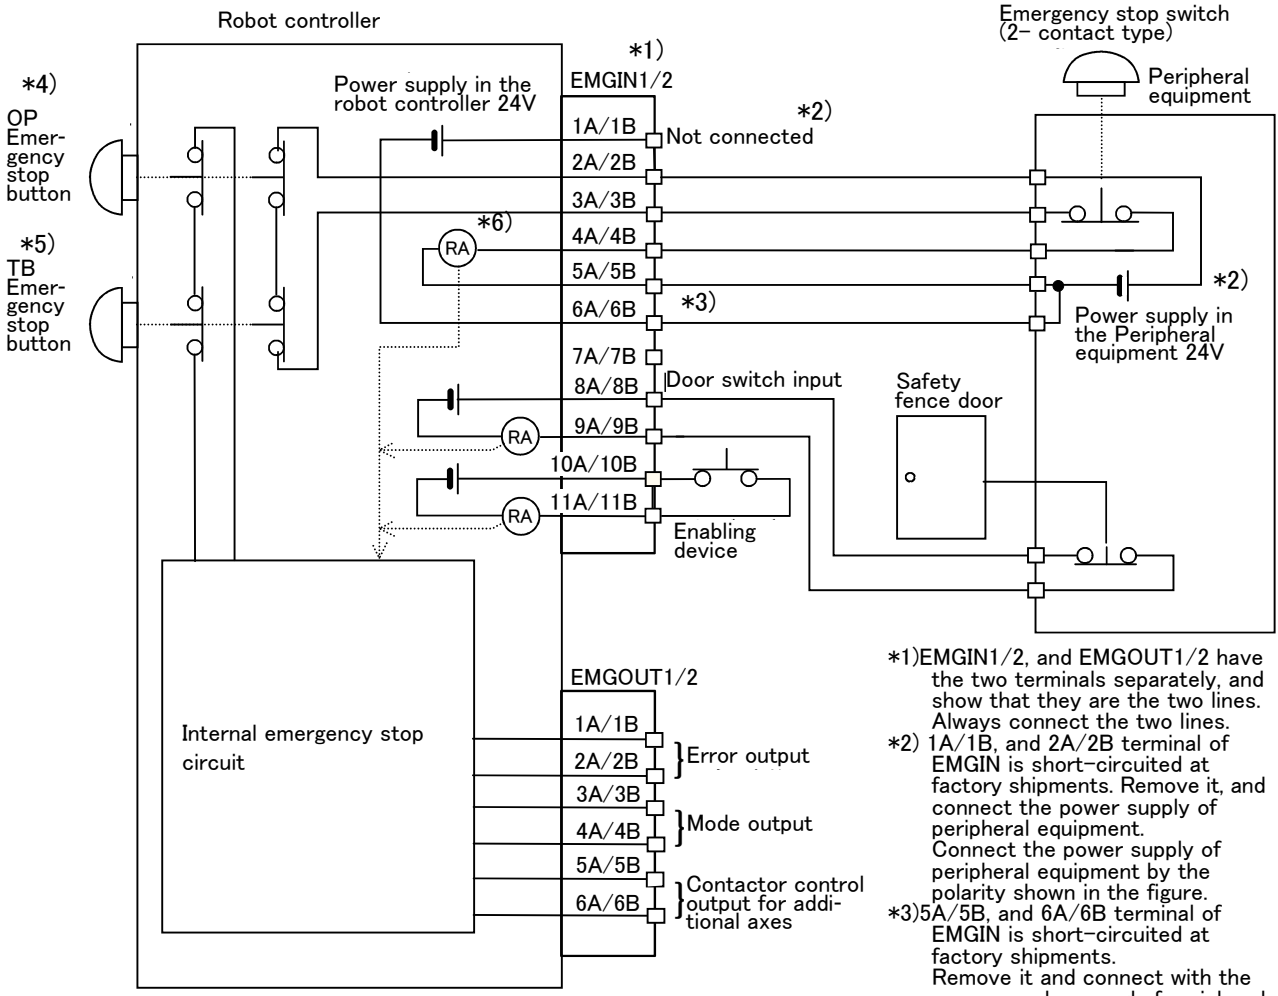 Robot controller
Emergency stop switch
(2- contact type)
Peripheral
equipment
*1)
EMGIN1/2
*4)
OP
Emer-
gency
stop
button
Power supply in the
robot controller 24V
*2)
1A/1B
Not connected
2A/2B
3A/3B
*6)
RA
4A/4B
5A/5B
*3)
6A/6B
*2)
Power supply in
the Peripheral
equipment 24V
*5)
TB
Emer-
gency
stop
button
7A/7B
8A/8B
Door switch input
Safety
fence door
RA
9A/9B
10A/10B
RA
11A/11B
Enabling
device
Internal emergency stop
circuit
EMGOUT1/2
1A/1B
2A/2B
Error output
3A/3B
4A/4B
Mode output
5A/5B
6A/6B
Contactor control
output for addi-
tional axes
*1)EMGIN1/2, and EMGOUT1/2 have
the two terminals separately, and
show that they are the two lines.
Always connect the two lines.
*2) 1A/1B, and 2A/2B terminal of
EMGIN is short-circuited at
factory shipments. Remove it, and
connect the power supply of
peripheral equipment.
Connect the power supply of
peripheral equipment by the
polarity shown in the figure.
*3)5A/5B, and 6A/6B terminal of
EMGIN is short-circuited at
factory shipments.
Remove it and connect with the